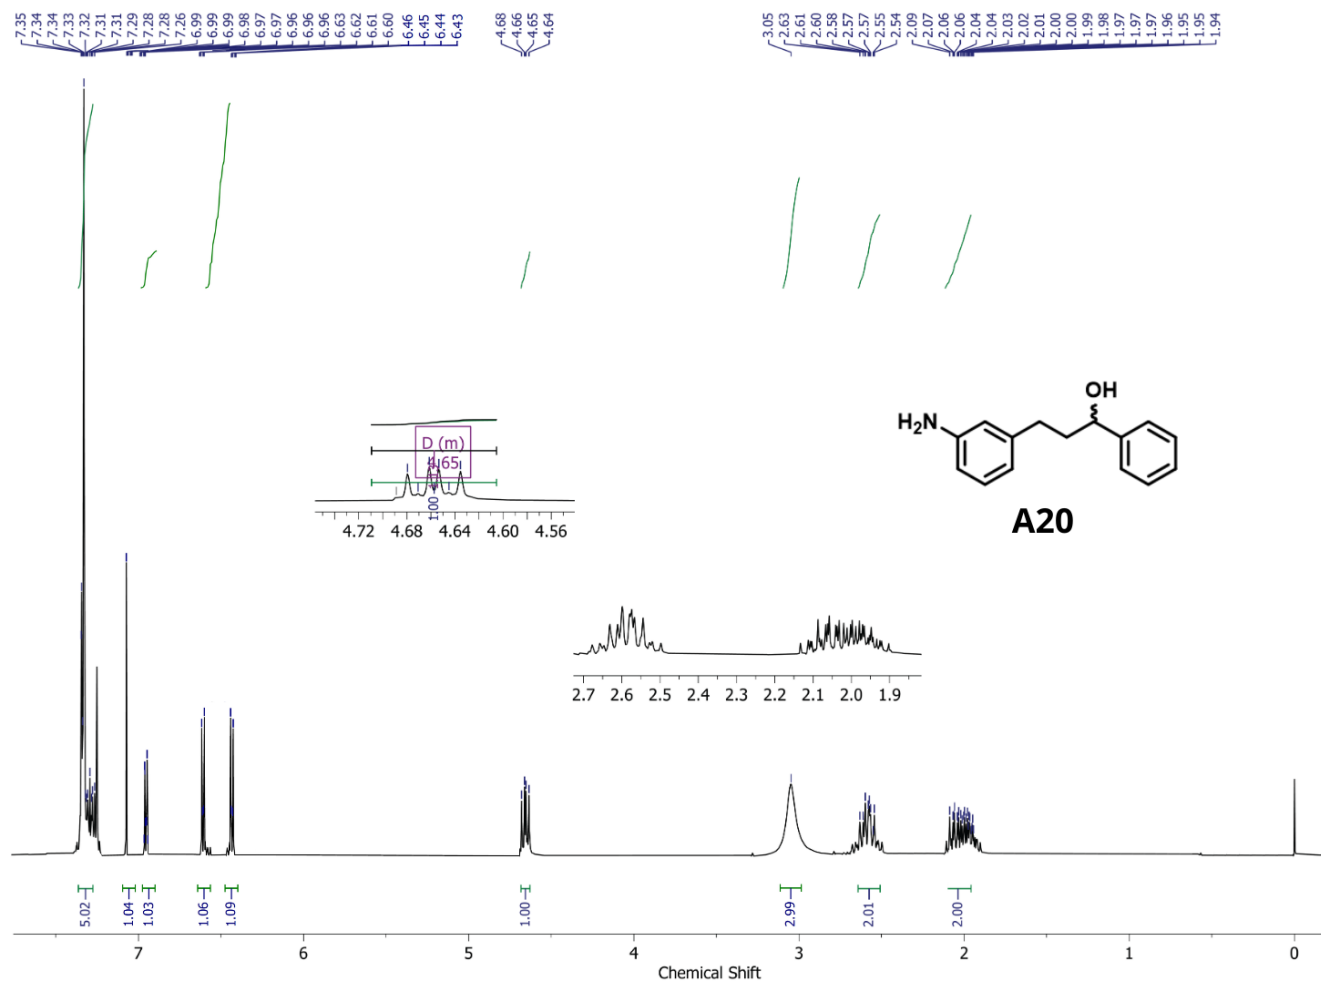 7.35 7.34 7.34 7.33 7.32 7.31 7.31 7.29 7.28 7.28 7.26 6.99 6.99 6.99 6.98 6.97 6.97 6.96 6.96 6.96 6.63 6.62 6.61 6.60 6.46 6.45 6.44 6.43 4.68 4.66 4.65 4.64 3.05 2.63 2.61 2.60 2.58 2.57 2.57 2.55 2.54 2.09 2.07 2.06 2.06 2.04 2.04 2.03 2.02 2.01 2.00 2.00 1.99 1.98 1.97 1.97 1.97 1.96 1.95 1.95 1.94
OH
H₂N
A20
D (m)
4.65
1.00
4.72 4.68 4.64 4.60 4.56
2.7 2.6 2.5 2.4 2.3 2.2 2.1 2.0 1.9
5.02 1.04 1.03 1.06 1.09 1.00 2.99 2.01 2.00
7 6 5 4 3 2 1 0
Chemical Shift